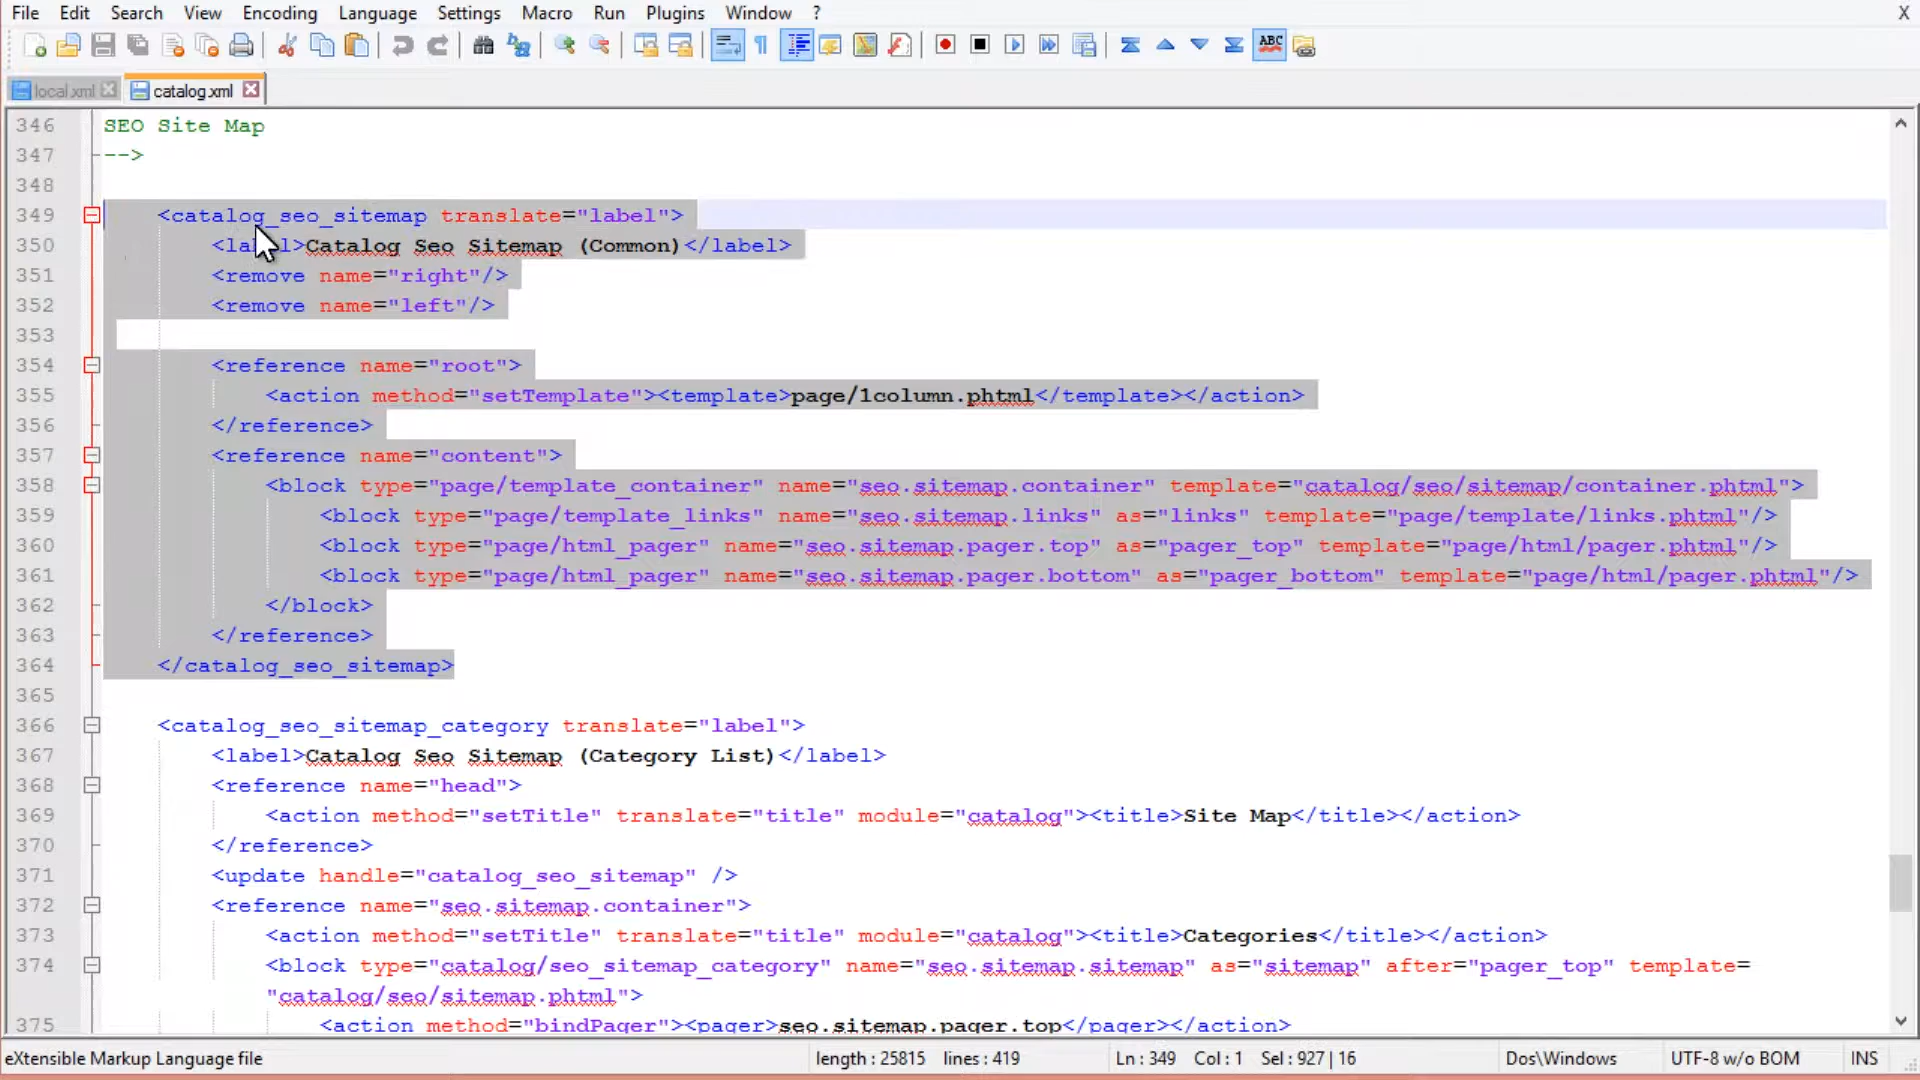 File Edit Search View Encoding Language Settings Macro Run Plugins Window ? X
ABC
local.xml catalog.xml
346 SEO Site Map
347 -->
348
349 <catalog_seo_sitemap translate="label">
350 <label>Catalog Seo Sitemap (Common)</label>
351 <remove name="right"/>
352 <remove name="left"/>
353
354 <reference name="root">
355 <action method="setTemplate"><template>page/1column.phtml</template></action>
356 </reference>
357 <reference name="content">
358 <block type="page/template_container" name="seo.sitemap.container" template="catalog/seo/sitemap/container.phtml">
359 <block type="page/template_links" name="seo.sitemap.links" as="links" template="page/template/links.phtml"/>
360 <block type="page/html_pager" name="seo.sitemap.pager.top" as="pager_top" template="page/html/pager.phtml"/>
361 <block type="page/html_pager" name="seo.sitemap.pager.bottom" as="pager_bottom" template="page/html/pager.phtml"/>
362 </block>
363 </reference>
364 </catalog_seo_sitemap>
365
366 <catalog_seo_sitemap_category translate="label">
367 <label>Catalog Seo Sitemap (Category List)</label>
368 <reference name="head">
369 <action method="setTitle" translate="title" module="catalog"><title>Site Map</title></action>
370 </reference>
371 <update handle="catalog_seo_sitemap" />
372 <reference name="seo.sitemap.container">
373 <action method="setTitle" translate="title" module="catalog"><title>Categories</title></action>
374 <block type="catalog/seo_sitemap_category" name="seo.sitemap.sitemap" as="sitemap" after="pager_top" template=
"catalog/seo/sitemap.phtml">
375 <action method="bindPager"><pager>seo.sitemap.pager.top</pager></action>
eXtensible Markup Language file length : 25815 lines : 419 Ln : 349 Col : 1 Sel : 927 | 16 Dos\Windows UTF-8 w/o BOM INS